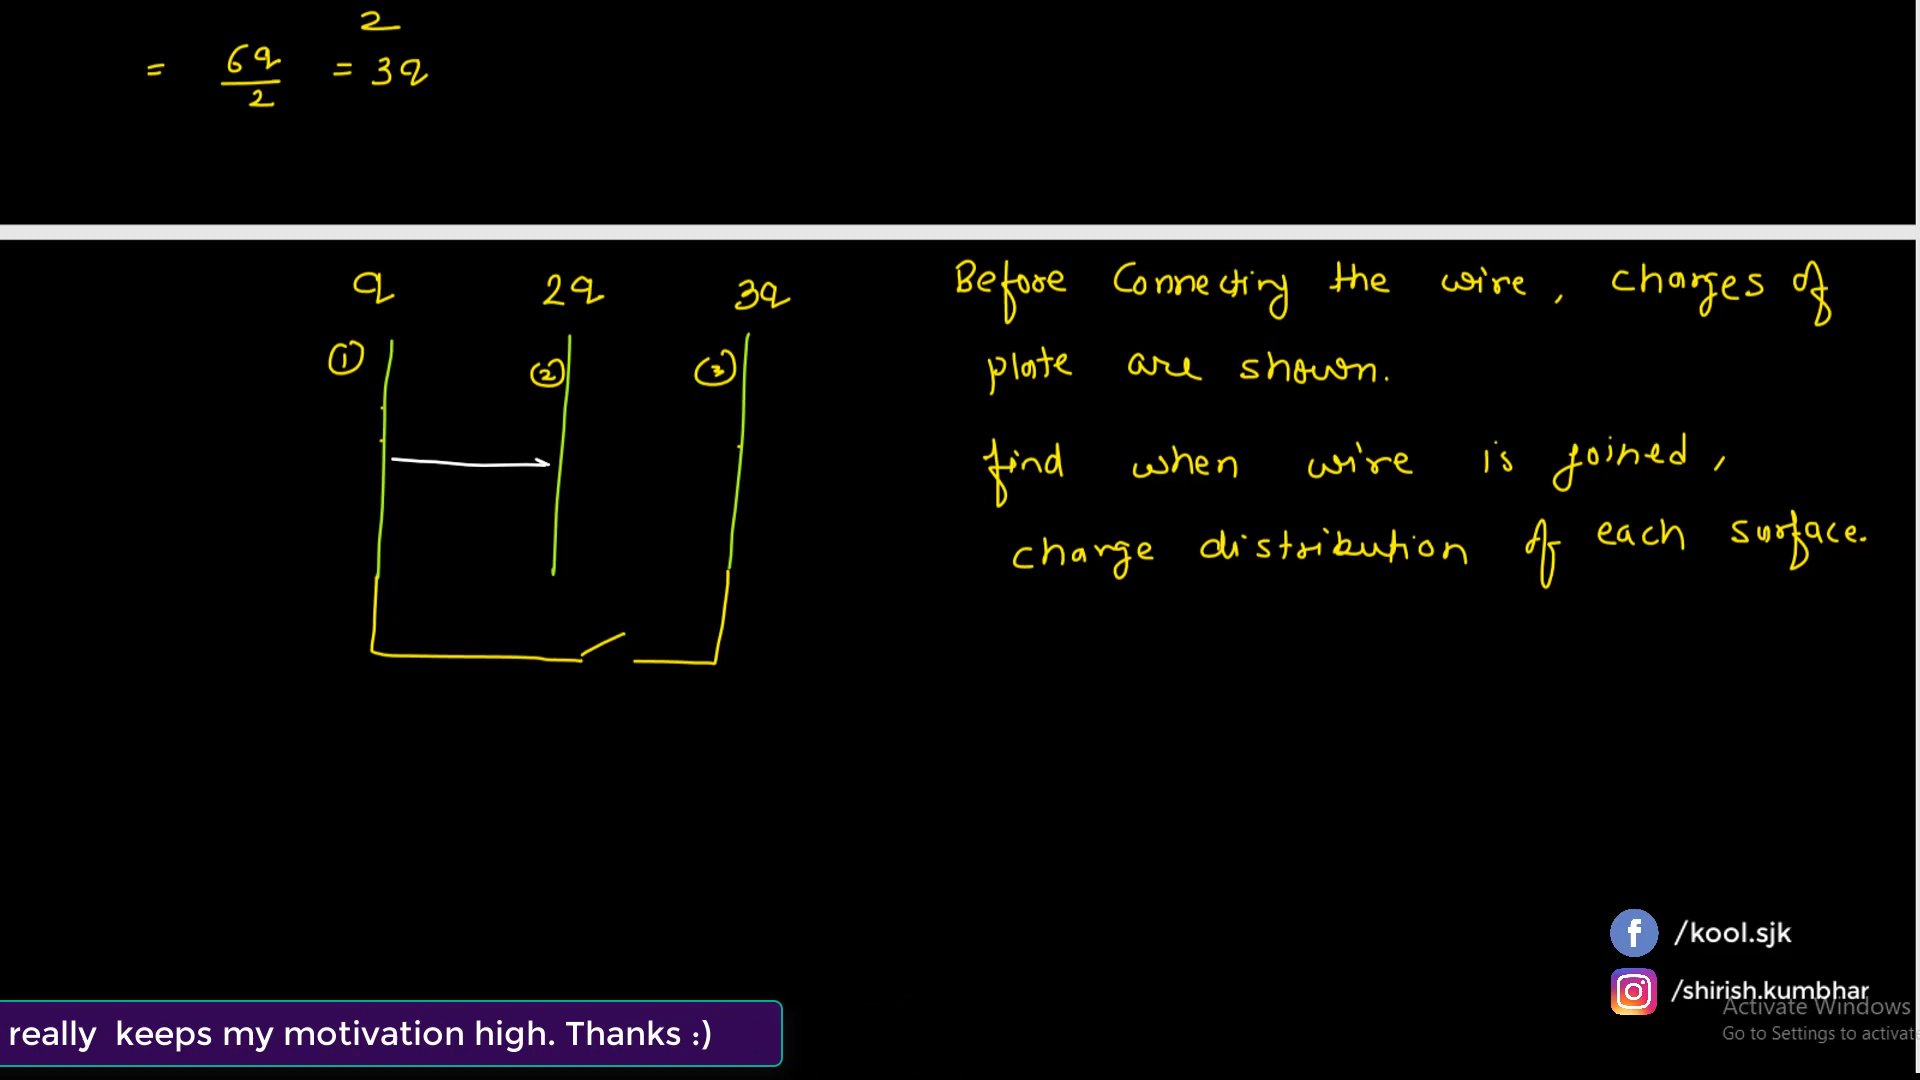 2
= 6q/2 = 3q
q 2q 3q
① ② ③
Before Connecting the wire, charges of
plate are shown.
find when wire is joined,
charge distribution of each surface.
/kool.sjk
/shirish.kumbhar
Activate Windows
Go to Settings to activat
really keeps my motivation high. Thanks :)